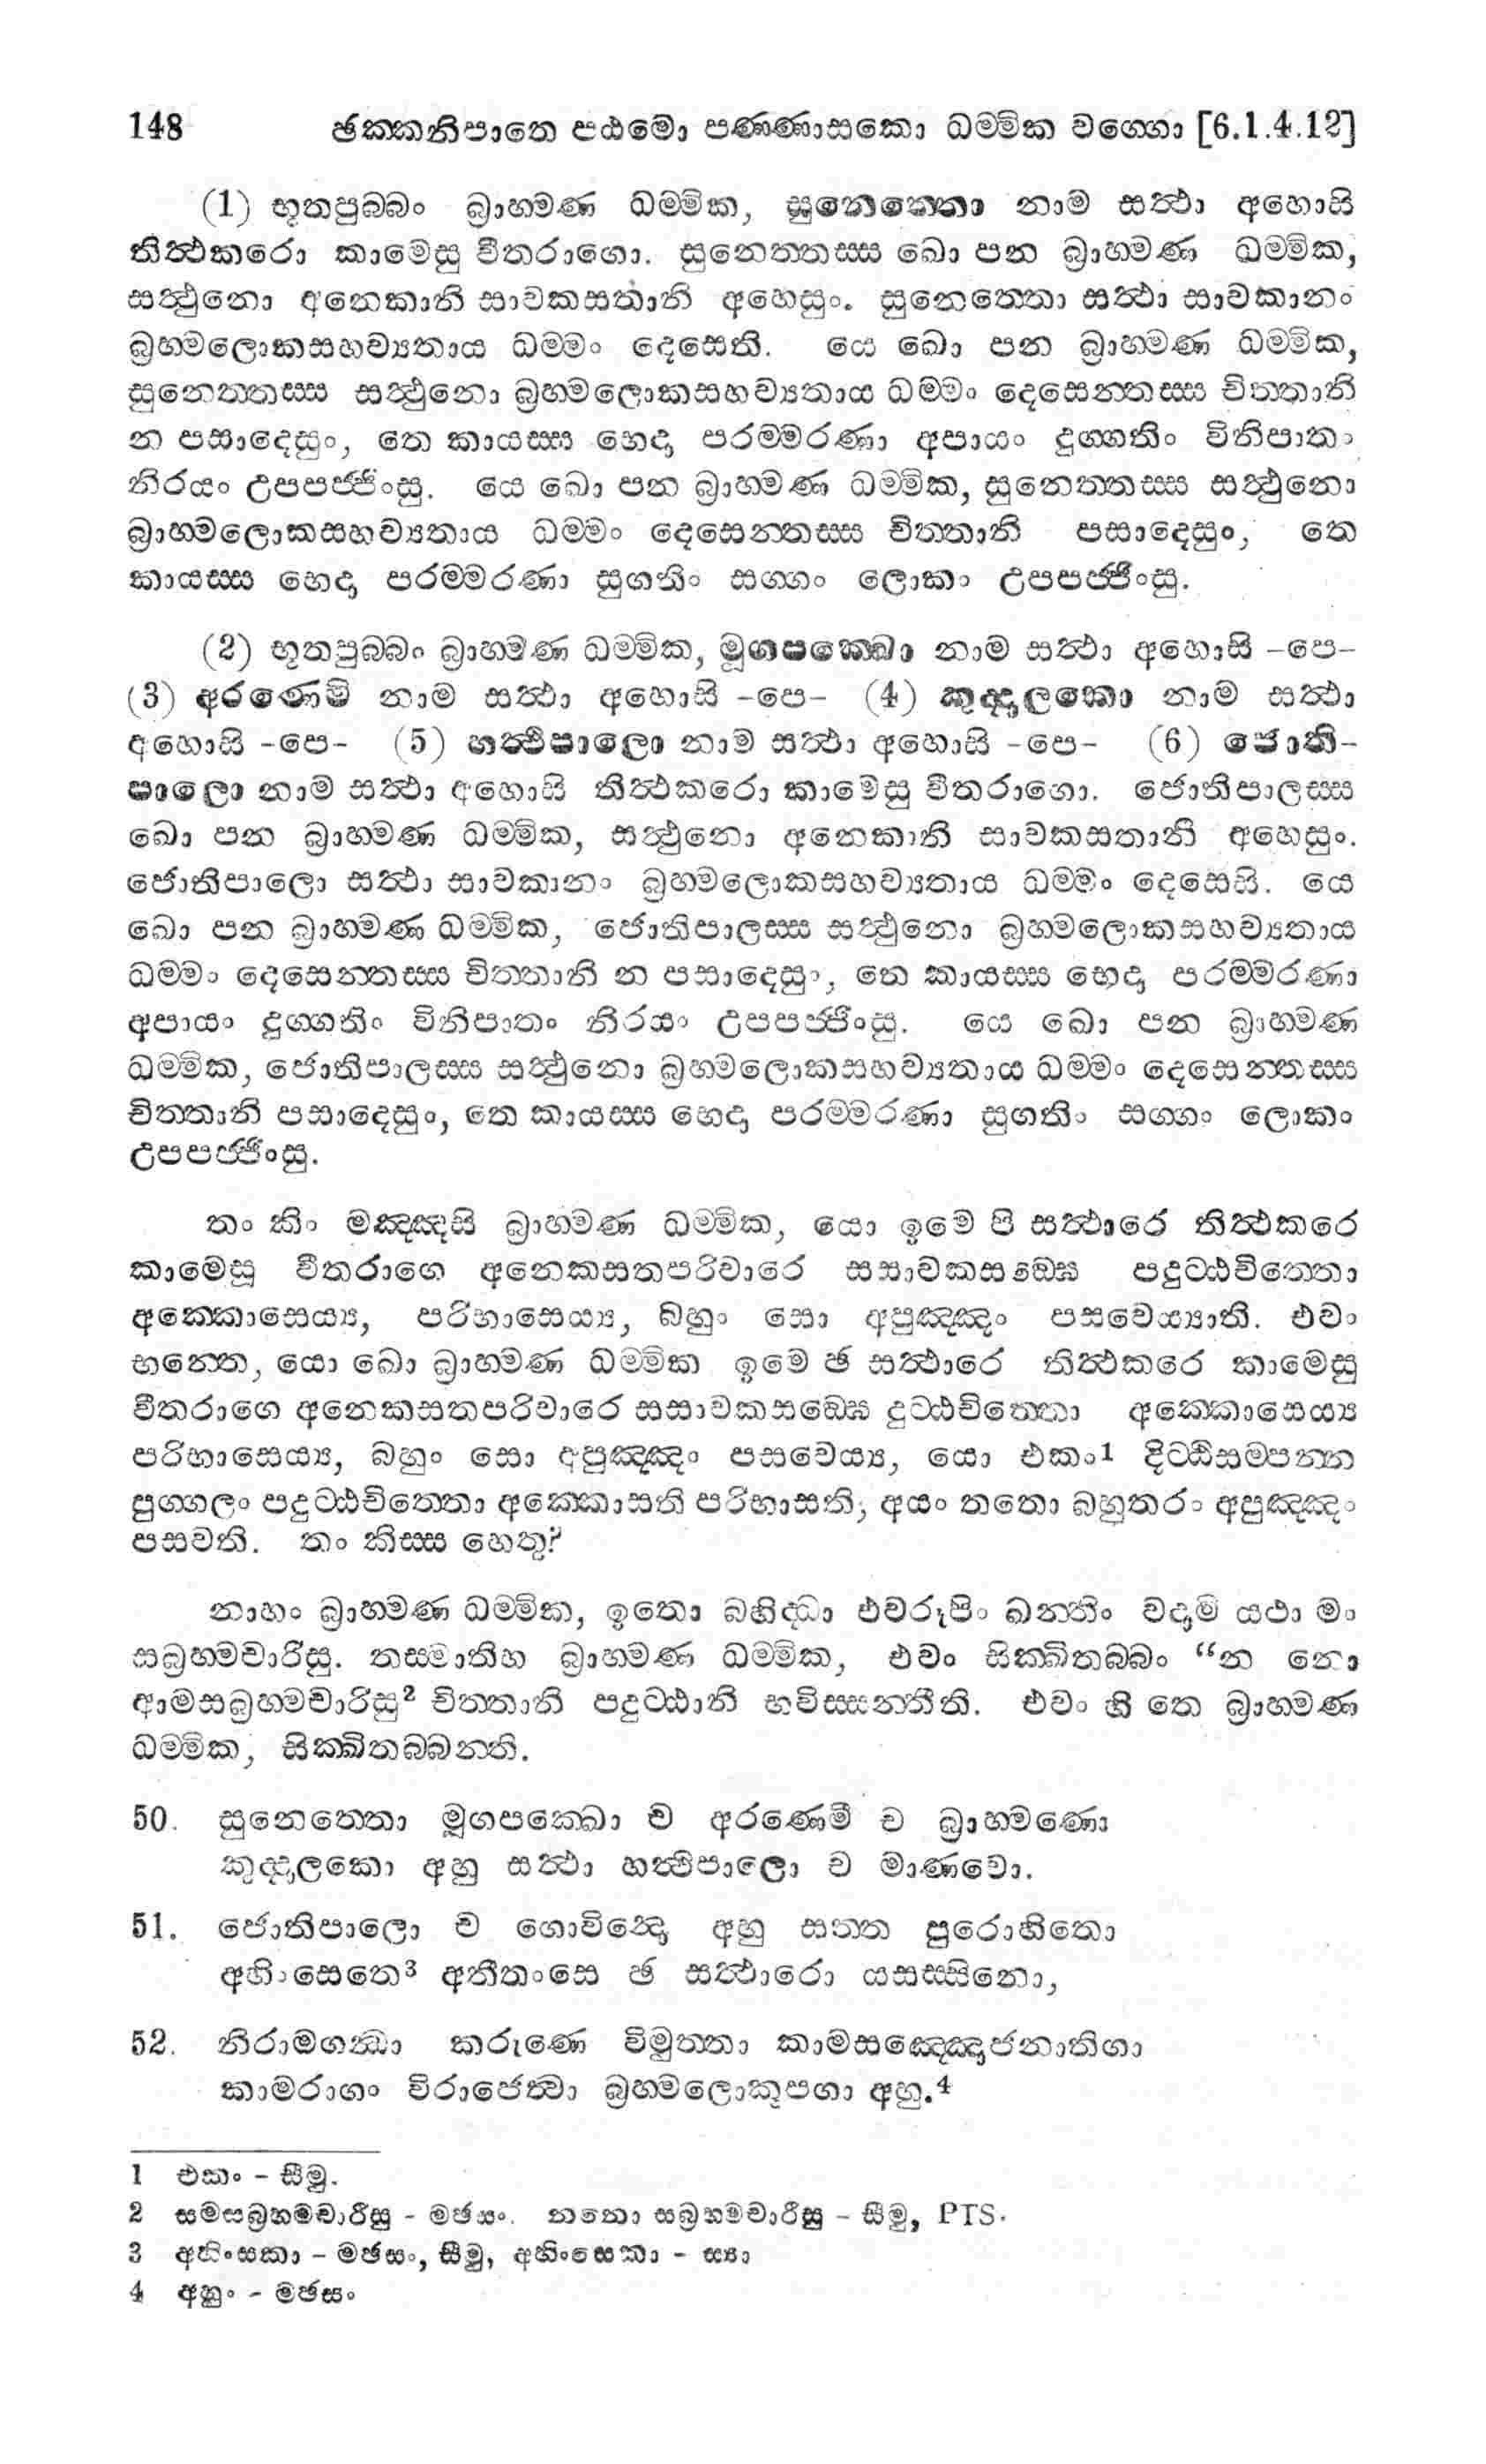 148 ඡක්කනිපාතෙ පඨමො පණ්ණාසකො ධම්මික වග්ගො [6.1.4.12]
(1) භූතපුබ්බං බ්‍රාහ්මණ ධම්මික, සුනෙත්තො නාම සත්ථා අහොසි
තිත්ථකරො කාමෙසු වීතරාගො. සුනෙත්තස්ස ඛො පන බ්‍රාහ්මණ ධම්මික,
සත්ථුනො අනෙකානි සාවකසතානි අහෙසුං. සුනෙත්තො සත්ථා සාවකානං
බ්‍රහ්මලොකසහව්‍යතාය ධම්මං දෙසෙති. යෙ ඛො පන බ්‍රාහ්මණ ධම්මික,
සුනෙත්තස්ස සත්ථුනො බ්‍රහ්මලොකසහව්‍යතාය ධම්මං දෙසෙන්තස්ස චිත්තානි
න පසාදෙසුං, තෙ කායස්ස භෙදා පරම්මරණා අපායං දුග්ගතිං විනිපාතං
නිරයං උපපජ්ජිංසු. යෙ ඛො පන බ්‍රාහ්මණ ධම්මික, සුනෙත්තස්ස සත්ථුනො
බ්‍රාහ්මලොකසහව්‍යතාය ධම්මං දෙසෙන්තස්ස චිත්තානි පසාදෙසුං, තෙ
කායස්ස භෙදා පරම්මරණා සුගතිං සග්ගං ලොකං උපපජ්ජිංසු.
(2) භූතපුබ්බං බ්‍රාහ්මණ ධම්මික, මූගපක්ඛො නාම සත්ථා අහොසි -පෙ-
(3) අරණෙමි නාම සත්ථා අහොසි -පෙ- (4) කුද්දාලකො නාම සත්ථා
අහොසි -පෙ- (5) හත්ථිපාලො නාම සත්ථා අහොසි -පෙ- (6) ජොති-
පාලො නාම සත්ථා අහොසි තිත්ථකරො කාමෙසු වීතරාගො. ජොතිපාලස්ස
ඛො පන බ්‍රාහ්මණ ධම්මික, සත්ථුනො අනෙකානි සාවකසතානි අහෙසුං.
ජොතිපාලො සත්ථා සාවකානං බ්‍රහ්මලොකසහව්‍යතාය ධම්මං දෙසෙසි. යෙ
ඛො පන බ්‍රාහ්මණ ධම්මික, ජොතිපාලස්ස සත්ථුනො බ්‍රහ්මලොකසහව්‍යතාය
ධම්මං දෙසෙන්තස්ස චිත්තානි න පසාදෙසුං, තෙ කායස්ස භෙදා පරම්මරණා
අපායං දුග්ගතිං විනිපාතං නිරයං උපපජ්ජිංසු. යෙ ඛො පන බ්‍රාහ්මණ
ධම්මික, ජොතිපාලස්ස සත්ථුනො බ්‍රහ්මලොකසහව්‍යතාය ධම්මං දෙසෙන්තස්ස
චිත්තානි පසාදෙසුං, තෙ කායස්ස භෙදා පරම්මරණා සුගතිං සග්ගං ලොකං
උපපජ්ජිංසු.
තං කිං මඤ්ඤසි බ්‍රාහ්මණ ධම්මික, යො ඉමෙ පි සත්ථාරෙ තිත්ථකරෙ
කාමෙසු වීතරාගෙ අනෙකසතපරිවාරෙ සසාවකසඞ්ඝෙ පදුට්ඨචිත්තො
අක්කොසෙය්‍ය, පරිභාසෙය්‍ය, බහුං සො අපුඤ්ඤං පසවෙය්‍යාති. එවං
භන්තෙ, යො ඛො බ්‍රාහ්මණ ධම්මික ඉමෙ ඡ සත්ථාරෙ තිත්ථකරෙ කාමෙසු
වීතරාගෙ අනෙකසතපරිවාරෙ සසාවකසඞ්ඝෙ දුට්ඨචිත්තො අක්කොසෙය්‍ය
පරිභාසෙය්‍ය, බහුං සො අපුඤ්ඤං පසවෙය්‍ය, යො එකං1 දිට්ඨිසම්පන්න
පුග්ගලං පදුට්ඨචිත්තො අක්කොසති පරිභාසති, අයං තතො බහුතරං අපුඤ්ඤං
පසවති. තං කිස්ස හෙතු?
නාහං බ්‍රාහ්මණ ධම්මික, ඉතො බහිද්ධා එවරූපිං ඛන්තිං වදාමි යථා මං
සබ්‍රහ්මචාරීසු. තස්මාතිහ බ්‍රාහ්මණ ධම්මික, එවං සික්ඛිතබ්බං “න නො
ආමසබ්‍රහ්මචාරිසු2 චිත්තානි පදුට්ඨානි භවිස්සන්තීති. එවං හි තෙ බ්‍රාහ්මණ
ධම්මික, සික්ඛිතබ්බන්ති.
50. සුනෙත්තො මූගපක්ඛො ච අරණෙමී ච බ්‍රාහ්මණො
කුද්දාලකො අහු සත්ථා හත්ථිපාලො ච මාණවො.
51. ජොතිපාලො ච ගොවින්දො අහු සත්ත පුරොහිතො
අහිංසෙතෙ3 අතීතංසෙ ඡ සත්ථාරො යසස්සිනො,
52. නිරාමගන්ධා කරුණෙ විමුත්තා කාමසඤ්ඤොජනාතිගා
කාමරාගං විරාජෙත්වා බ්‍රහ්මලොකූපගා අහු.4
1 එකං - සීමු.
2 සමසබ්‍රහ්මචාරීසු - මඡසං. තතො සබ්‍රහ්මචාරීසු - සීමු, PTS.
3 අහිංසකා - මඡසං, සීමු, අහිංසෙකා - ස්‍යා
4 අහුං - මඡසං